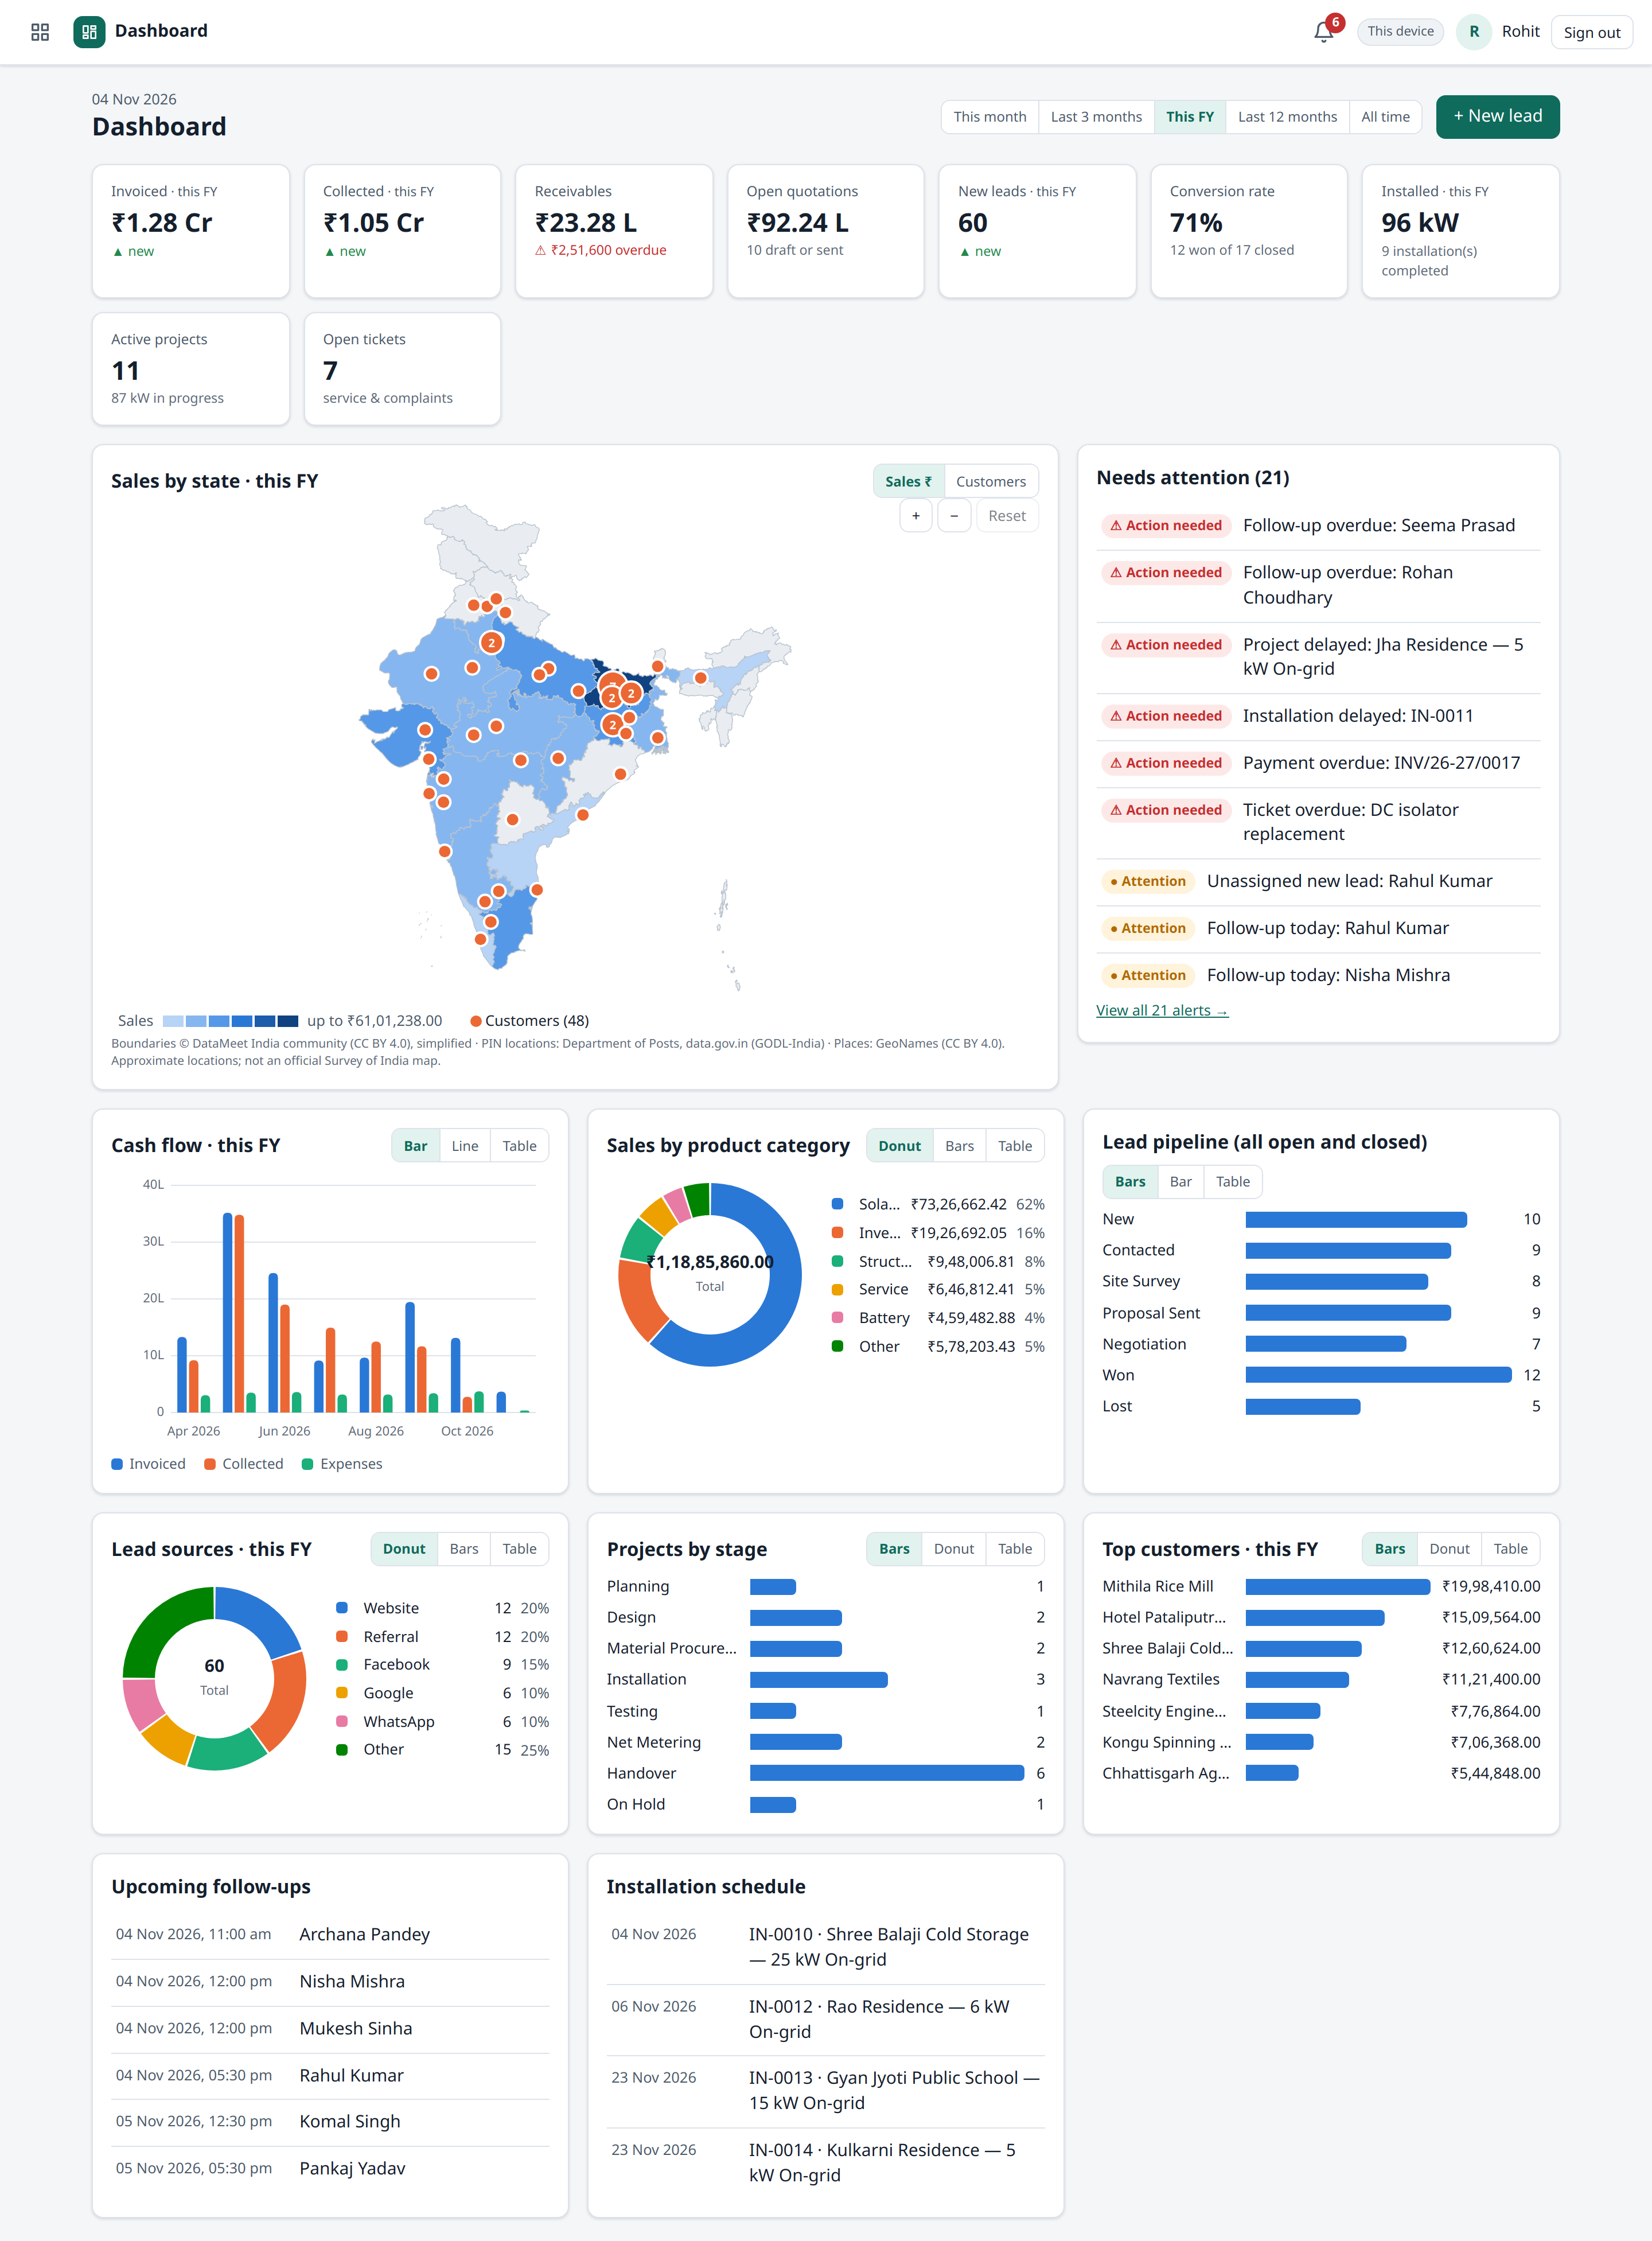 Dashboard
6
This device
R
Rohit
Sign out
04 Nov 2026
Dashboard
This month
Last 3 months
This FY
Last 12 months
All time
+ New lead
Invoiced · this FY
₹1.28 Cr
▲ new
Collected · this FY
₹1.05 Cr
▲ new
Receivables
₹23.28 L
⚠ ₹2,51,600 overdue
Open quotations
₹92.24 L
10 draft or sent
New leads · this FY
60
▲ new
Conversion rate
71%
12 won of 17 closed
Installed · this FY
96 kW
9 installation(s)
completed
Active projects
11
87 kW in progress
Open tickets
7
service & complaints
Sales by state · this FY
Sales ₹
Customers
+
−
Reset
2
2
2
2
Sales
up to ₹61,01,238.00
Customers (48)
Boundaries © DataMeet India community (CC BY 4.0), simplified · PIN locations: Department of Posts, data.gov.in (GODL-India) · Places: GeoNames (CC BY 4.0).
Approximate locations; not an official Survey of India map.
Needs attention (21)
⚠ Action needed Follow-up overdue: Seema Prasad
⚠ Action needed Follow-up overdue: Rohan
Choudhary
⚠ Action needed Project delayed: Jha Residence — 5
kW On-grid
⚠ Action needed Installation delayed: IN-0011
⚠ Action needed Payment overdue: INV/26-27/0017
⚠ Action needed Ticket overdue: DC isolator
replacement
● Attention Unassigned new lead: Rahul Kumar
● Attention Follow-up today: Rahul Kumar
● Attention Follow-up today: Nisha Mishra
View all 21 alerts →
Cash flow · this FY
Bar
Line
Table
40L
30L
20L
10L
0
Apr 2026
Jun 2026
Aug 2026
Oct 2026
Invoiced
Collected
Expenses
Sales by product category
Donut
Bars
Table
₹1,18,85,860.00
Total
Sola... ₹73,26,662.42 62%
Inve... ₹19,26,692.05 16%
Struct... ₹9,48,006.81 8%
Service ₹6,46,812.41 5%
Battery ₹4,59,482.88 4%
Other ₹5,78,203.43 5%
Lead pipeline (all open and closed)
Bars
Bar
Table
New 10
Contacted 9
Site Survey 8
Proposal Sent 9
Negotiation 7
Won 12
Lost 5
Lead sources · this FY
Donut
Bars
Table
60
Total
Website 12 20%
Referral 12 20%
Facebook 9 15%
Google 6 10%
WhatsApp 6 10%
Other 15 25%
Projects by stage
Bars
Donut
Table
Planning 1
Design 2
Material Procure... 2
Installation 3
Testing 1
Net Metering 2
Handover 6
On Hold 1
Top customers · this FY
Bars
Donut
Table
Mithila Rice Mill ₹19,98,410.00
Hotel Pataliputr... ₹15,09,564.00
Shree Balaji Cold... ₹12,60,624.00
Navrang Textiles ₹11,21,400.00
Steelcity Engine... ₹7,76,864.00
Kongu Spinning ... ₹7,06,368.00
Chhattisgarh Ag... ₹5,44,848.00
Upcoming follow-ups
04 Nov 2026, 11:00 am Archana Pandey
04 Nov 2026, 12:00 pm Nisha Mishra
04 Nov 2026, 12:00 pm Mukesh Sinha
04 Nov 2026, 05:30 pm Rahul Kumar
05 Nov 2026, 12:30 pm Komal Singh
05 Nov 2026, 05:30 pm Pankaj Yadav
Installation schedule
04 Nov 2026 IN-0010 · Shree Balaji Cold Storage
— 25 kW On-grid
06 Nov 2026 IN-0012 · Rao Residence — 6 kW
On-grid
23 Nov 2026 IN-0013 · Gyan Jyoti Public School —
15 kW On-grid
23 Nov 2026 IN-0014 · Kulkarni Residence — 5
kW On-grid